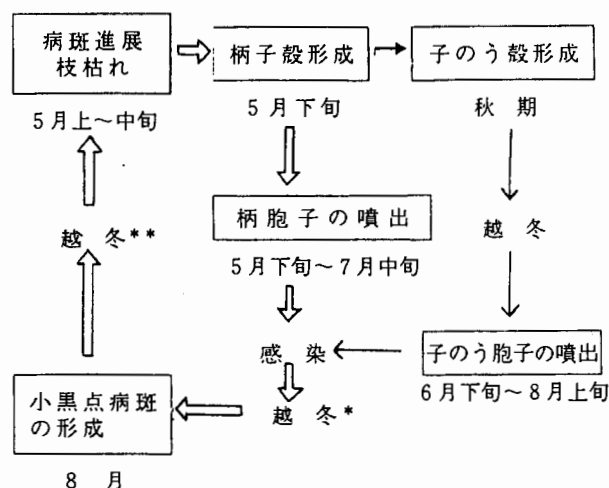 病斑進展
枝枯れ
5月上～中旬
柄子殻形成
5月下旬
子のう殻形成
秋期
柄胞子の噴出
5月下旬～7月中旬
越冬
越冬**
感染
子のう胞子の噴出
6月下旬～8月上旬
越冬*
小黒点病斑
の形成
8月